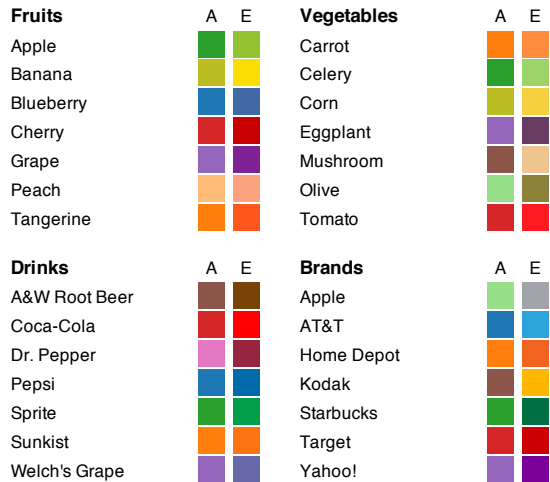 Fruits A E
Apple
Banana
Blueberry
Cherry
Grape
Peach
Tangerine
Vegetables A E
Carrot
Celery
Corn
Eggplant
Mushroom
Olive
Tomato
Drinks A E
A&W Root Beer
Coca-Cola
Dr. Pepper
Pepsi
Sprite
Sunkist
Welch's Grape
Brands A E
Apple
AT&T
Home Depot
Kodak
Starbucks
Target
Yahoo!